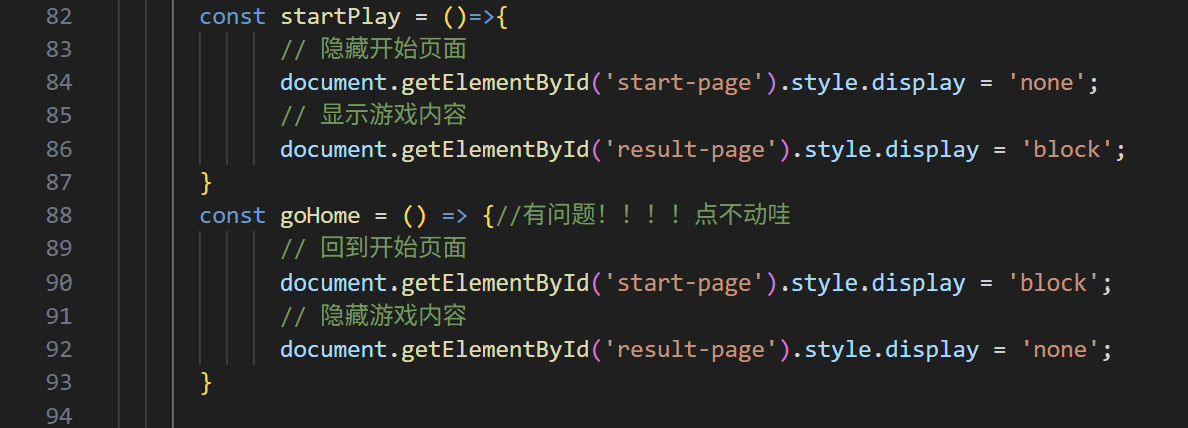 82 const startPlay = ()=>{
83 // 隐藏开始页面
84 document.getElementById('start-page').style.display = 'none';
85 // 显示游戏内容
86 document.getElementById('result-page').style.display = 'block';
87 }
88 const goHome = () => {//有问题！！！！点不动哇
89 // 回到开始页面
90 document.getElementById('start-page').style.display = 'block';
91 // 隐藏游戏内容
92 document.getElementById('result-page').style.display = 'none';
93 }
94